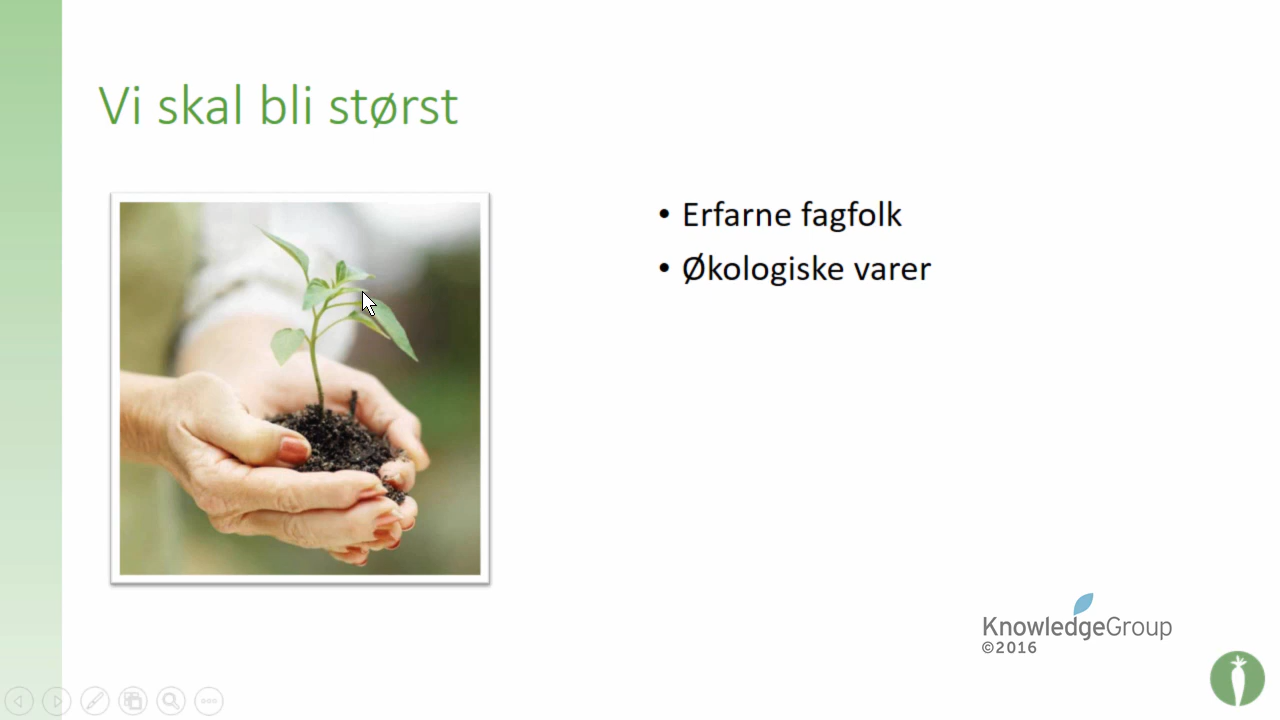 Vi skal bli størst
• Erfarne fagfolk
• Økologiske varer
KnowledgeGroup
©2016